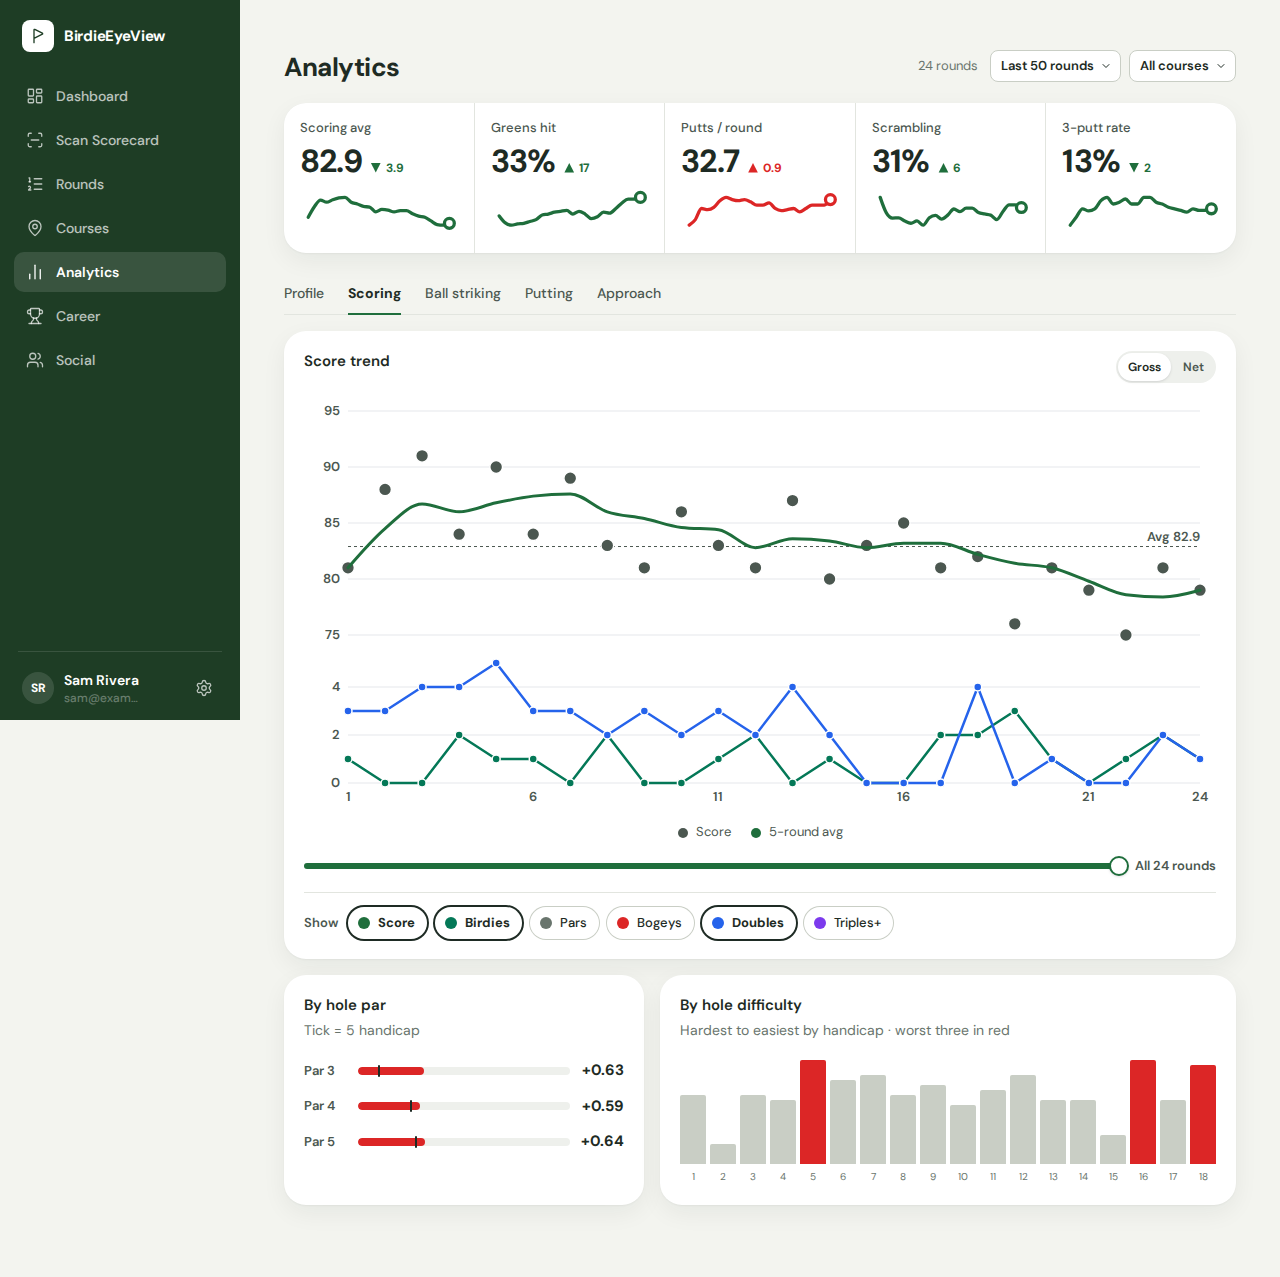 BirdieEyeView
Dashboard
Scan Scorecard
Rounds
Courses
Analytics
Career
Social
SR
Sam Rivera
sam@exam...
Analytics
24 rounds
Last 50 rounds
All courses
Scoring avg
82.9 ▼ 3.9
Greens hit
33% ▲ 17
Putts / round
32.7 ▲ 0.9
Scrambling
31% ▲ 6
3-putt rate
13% ▼ 2
Profile
Scoring
Ball striking
Putting
Approach
Score trend
Gross
Net
95
90
85
80
75
Avg 82.9
4
2
0
1 6 11 16 21 24
Score
5-round avg
All 24 rounds
Show
Score
Birdies
Pars
Bogeys
Doubles
Triples+
By hole par
Tick = 5 handicap
Par 3 +0.63
Par 4 +0.59
Par 5 +0.64
By hole difficulty
Hardest to easiest by handicap · worst three in red
1 2 3 4 5 6 7 8 9 10 11 12 13 14 15 16 17 18